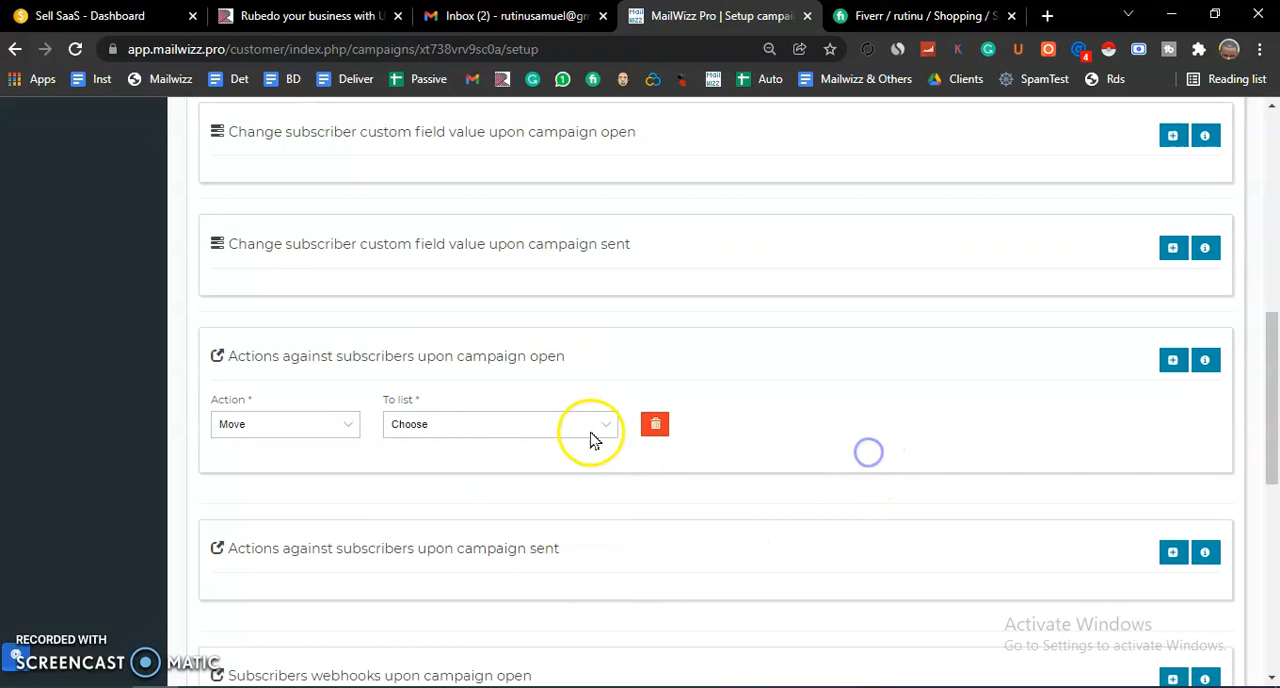 Sell SaaS - Dashboard
Rubedo your business with U
Inbox (2) - rutinusamuel@gm
MailWizz Pro | Setup campai
Fiverr / rutinu / Shopping / S
app.mailwizz.pro/customer/index.php/campaigns/xt738vrv9sc0a/setup
4
Apps
Inst
Mailwizz
Det
BD
Deliver
Passive
Auto
Mailwizz & Others
Clients
SpamTest
Rds
Reading list
Change subscriber custom field value upon campaign open
Change subscriber custom field value upon campaign sent
Actions against subscribers upon campaign open
Action *
To list *
Move
Choose
Actions against subscribers upon campaign sent
Activate Windows
Go to Settings to activate Windows.
RECORDED WITH
SCREENCAST MATIC
Subscribers webhooks upon campaign open